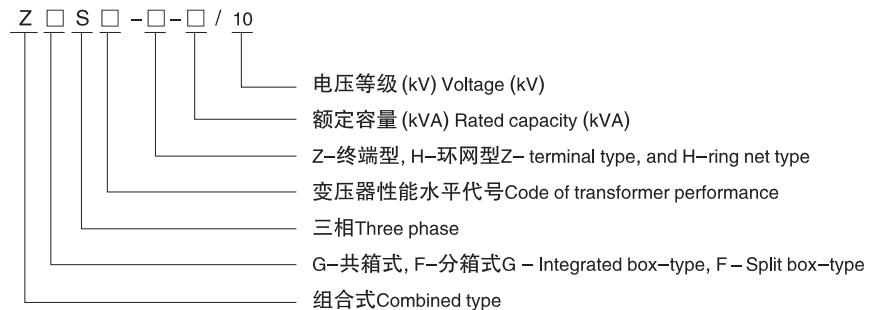 Z□S□-□-□/10
电压等级 (kV) Voltage (kV)
额定容量 (kVA) Rated capacity (kVA)
Z–终端型, H–环网型Z– terminal type, and H–ring net type
变压器性能水平代号Code of transformer performance
三相Three phase
G–共箱式, F–分箱式G – Integrated box–type, F – Split box–type
组合式Combined type